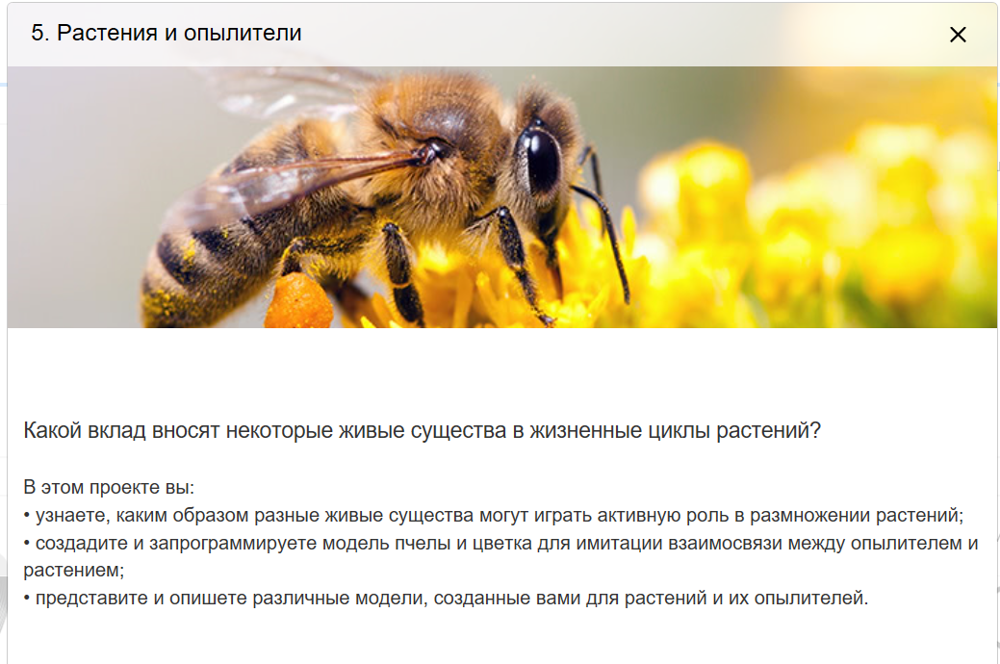 5. Растения и опылители
Какой вклад вносят некоторые живые существа в жизненные циклы растений?
В этом проекте вы:
• узнаете, каким образом разные живые существа могут играть активную роль в размножении растений;
• создадите и запрограммируете модель пчелы и цветка для имитации взаимосвязи между опылителем и
растением;
• представите и опишете различные модели, созданные вами для растений и их опылителей.